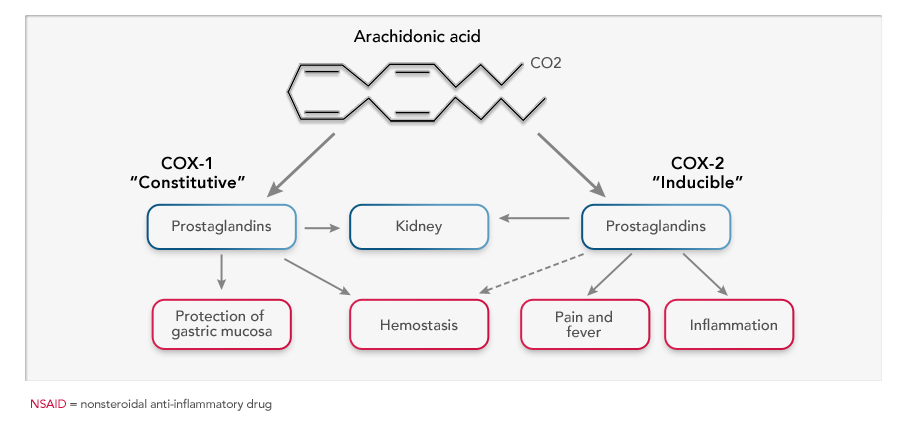 Arachidonic acid
CO2
COX-1
"Constitutive"
COX-2
"Inducible"
Prostaglandins
Kidney
Prostaglandins
Protection of
gastric mucosa
Hemostasis
Pain and
fever
Inflammation
NSAID = nonsteroidal anti-inflammatory drug